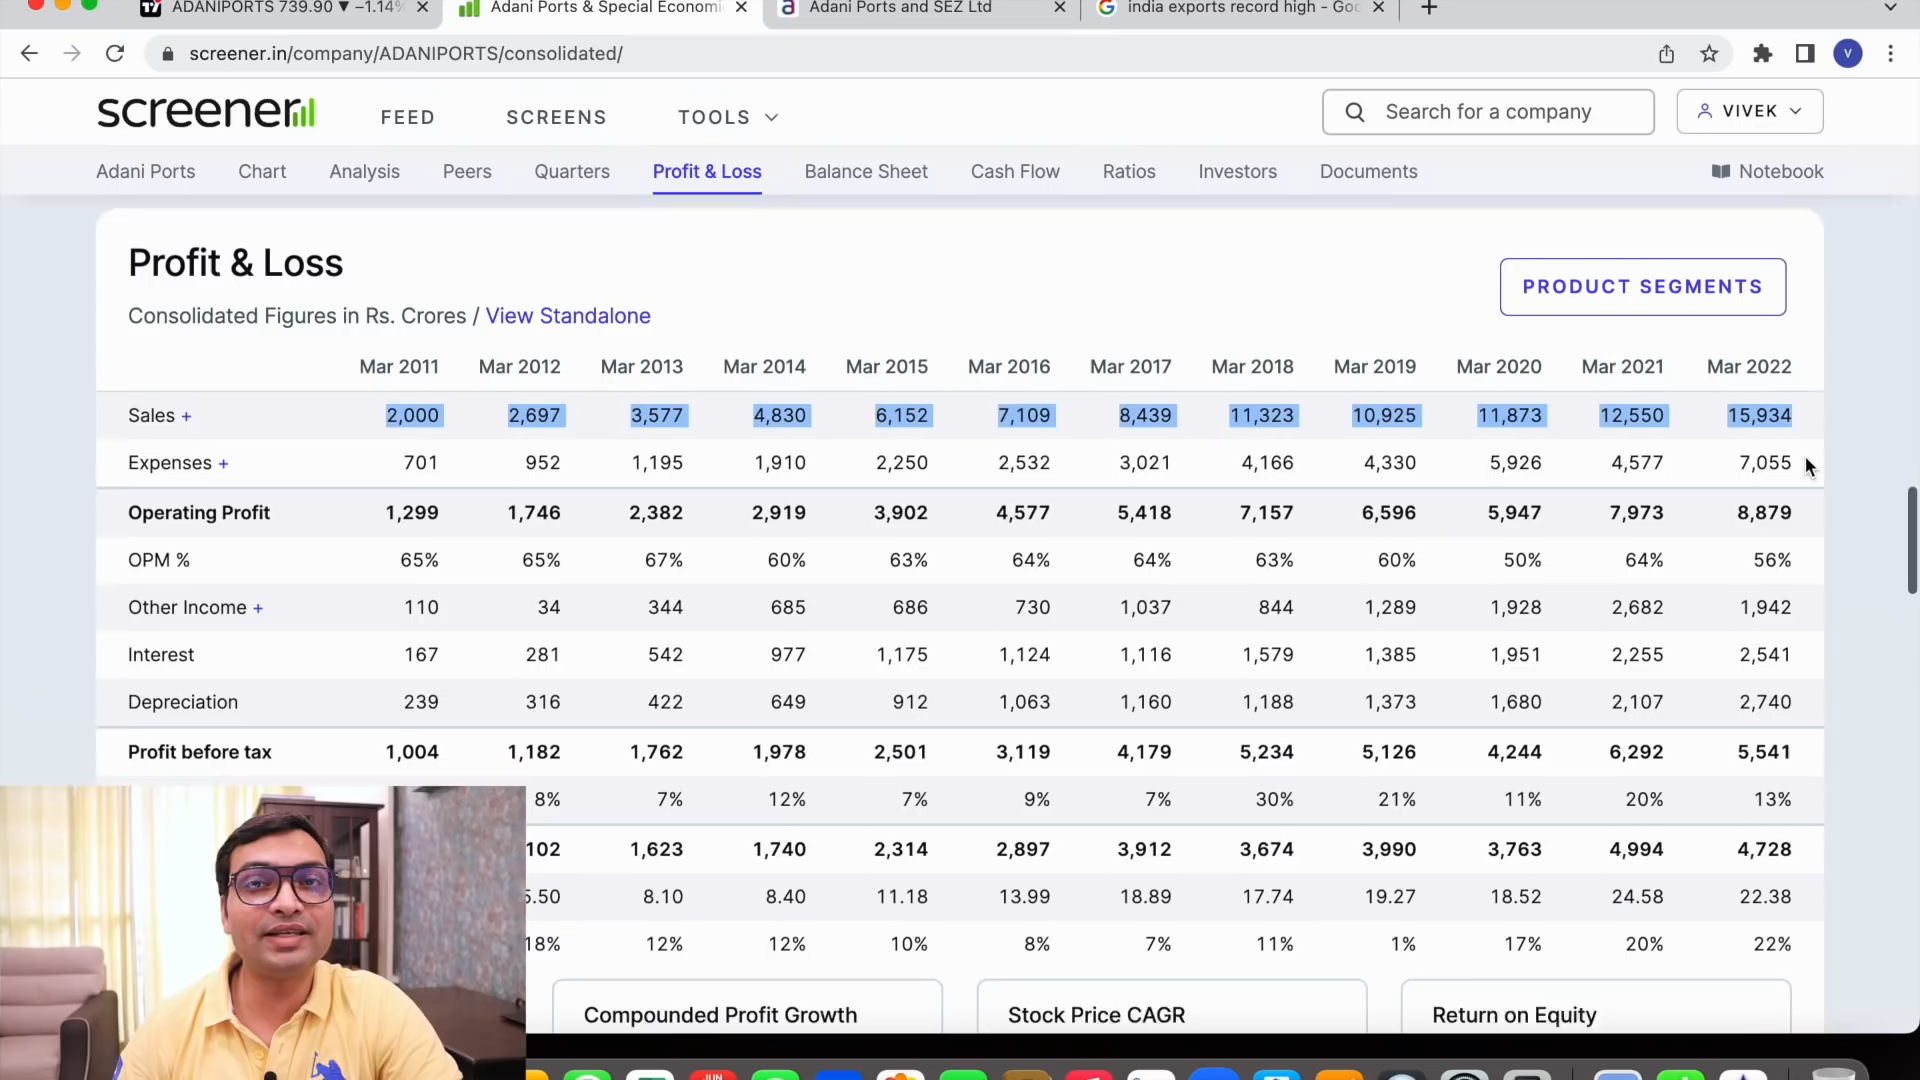 ADANIPORTS 739.90 ▼ −1.14%
Adani Ports & Special Economi
Adani Ports and SEZ Ltd
india exports record high - Goo
screener.in/company/ADANIPORTS/consolidated/
V
screener
FEED
SCREENS
TOOLS
Search for a company
VIVEK
Adani Ports
Chart
Analysis
Peers
Quarters
Profit & Loss
Balance Sheet
Cash Flow
Ratios
Investors
Documents
Notebook
Profit & Loss
PRODUCT SEGMENTS
Consolidated Figures in Rs. Crores / View Standalone
Mar 2011 Mar 2012 Mar 2013 Mar 2014 Mar 2015 Mar 2016 Mar 2017 Mar 2018 Mar 2019 Mar 2020 Mar 2021 Mar 2022
Sales + 2,000 2,697 3,577 4,830 6,152 7,109 8,439 11,323 10,925 11,873 12,550 15,934
Expenses + 701 952 1,195 1,910 2,250 2,532 3,021 4,166 4,330 5,926 4,577 7,055
Operating Profit 1,299 1,746 2,382 2,919 3,902 4,577 5,418 7,157 6,596 5,947 7,973 8,879
OPM % 65% 65% 67% 60% 63% 64% 64% 63% 60% 50% 64% 56%
Other Income + 110 34 344 685 686 730 1,037 844 1,289 1,928 2,682 1,942
Interest 167 281 542 977 1,175 1,124 1,116 1,579 1,385 1,951 2,255 2,541
Depreciation 239 316 422 649 912 1,063 1,160 1,188 1,373 1,680 2,107 2,740
Profit before tax 1,004 1,182 1,762 1,978 2,501 3,119 4,179 5,234 5,126 4,244 6,292 5,541
8% 7% 12% 7% 9% 7% 30% 21% 11% 20% 13%
102 1,623 1,740 2,314 2,897 3,912 3,674 3,990 3,763 4,994 4,728
5.50 8.10 8.40 11.18 13.99 18.89 17.74 19.27 18.52 24.58 22.38
18% 12% 12% 10% 8% 7% 11% 1% 17% 20% 22%
Compounded Profit Growth
Stock Price CAGR
Return on Equity
JUN